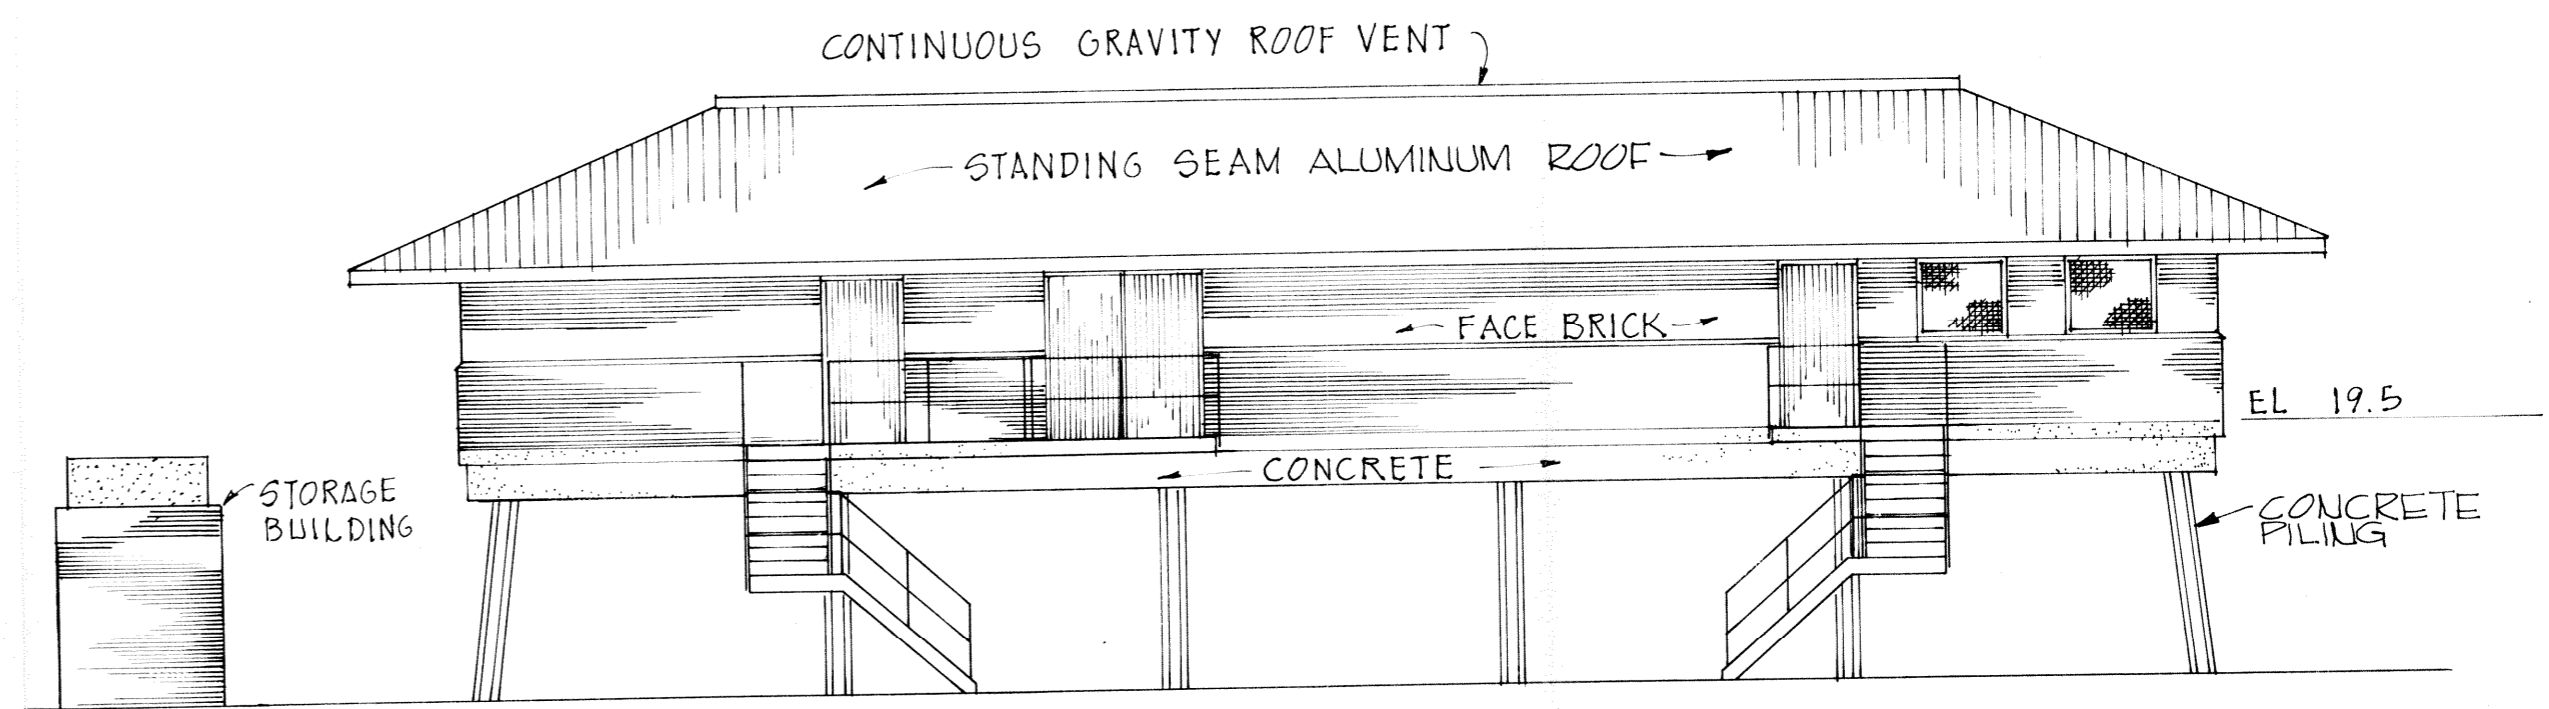 CONTINUOUS GRAVITY ROOF VENT
STANDING SEAM ALUMINUM ROOF
FACE BRICK
EL 19.5
CONCRETE
STORAGE
BUILDING
CONCRETE
PILING